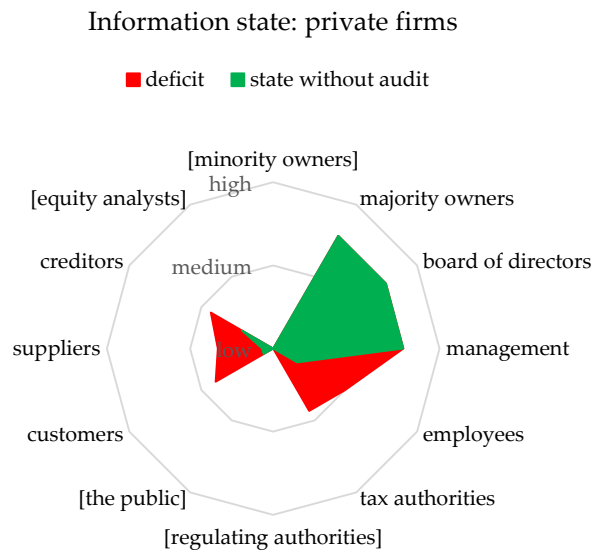 Information state: private firms
deficit state without audit
[minority owners]
high
[equity analysts] majority owners
creditors medium board of directors
suppliers low management
customers employees
[the public] tax authorities
[regulating authorities]